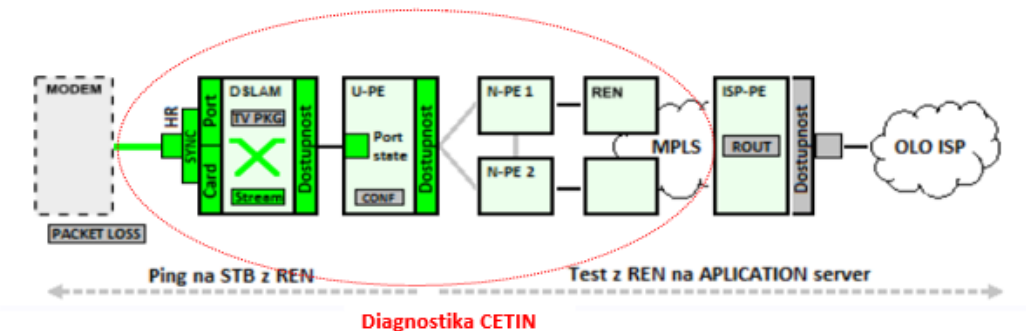 MODEM
HR
SYNC
Port
Card
DSLAM
TV PKG
Stream
Dostupnost
U-PE
Port
state
CONF
Dostupnost
N-PE 1
N-PE 2
REN
MPLS
ISP-PE
ROUT
Dostupnost
OLO ISP
PACKET LOSS
Ping na STB z REN
Test z REN na APLICATION server
Diagnostika CETIN